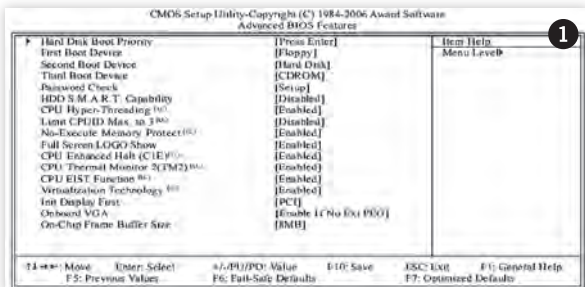 CMOS Setup Utility-Copyright (C) 1984-2006 Award Software
Advanced BIOS Features
Hard Disk Boot Priority [Press Enter] Item Help
First Boot Device [Floppy] Menu Level
Second Boot Device [Hard Disk]
Third Boot Device [CDROM]
Password Check [Setup]
HDD S.M.A.R.T. Capability [Disabled]
CPU Hyper-Threading [Enabled]
Limit CPUID Max. to 3 [Disabled]
No-Execute Memory Protect [Enabled]
Full Screen LOGO Show [Enabled]
CPU Enhanced Halt (C1E) [Enabled]
CPU Thermal Monitor 2(TM2) [Enabled]
CPU EIST Function [Enabled]
Virtualization Technology [Enabled]
Init Display First [PCI]
Onboard VGA [Enable If No Ext PEG]
On-Chip Frame Buffer Size [8MB]
1
↑↓→←: Move Enter: Select +/-/PU/PD: Value F10: Save ESC: Exit F1: General Help
F5: Previous Values F6: Fail-Safe Defaults F7: Optimized Defaults